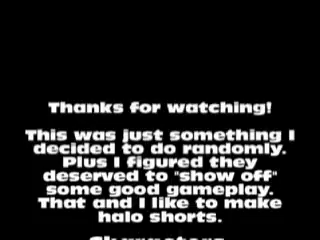 Thanks for watching!
This was just something I
decided to do randomly.
Plus I figured they
deserved to "show off"
some good gameplay.
That and I like to make
halo shorts.